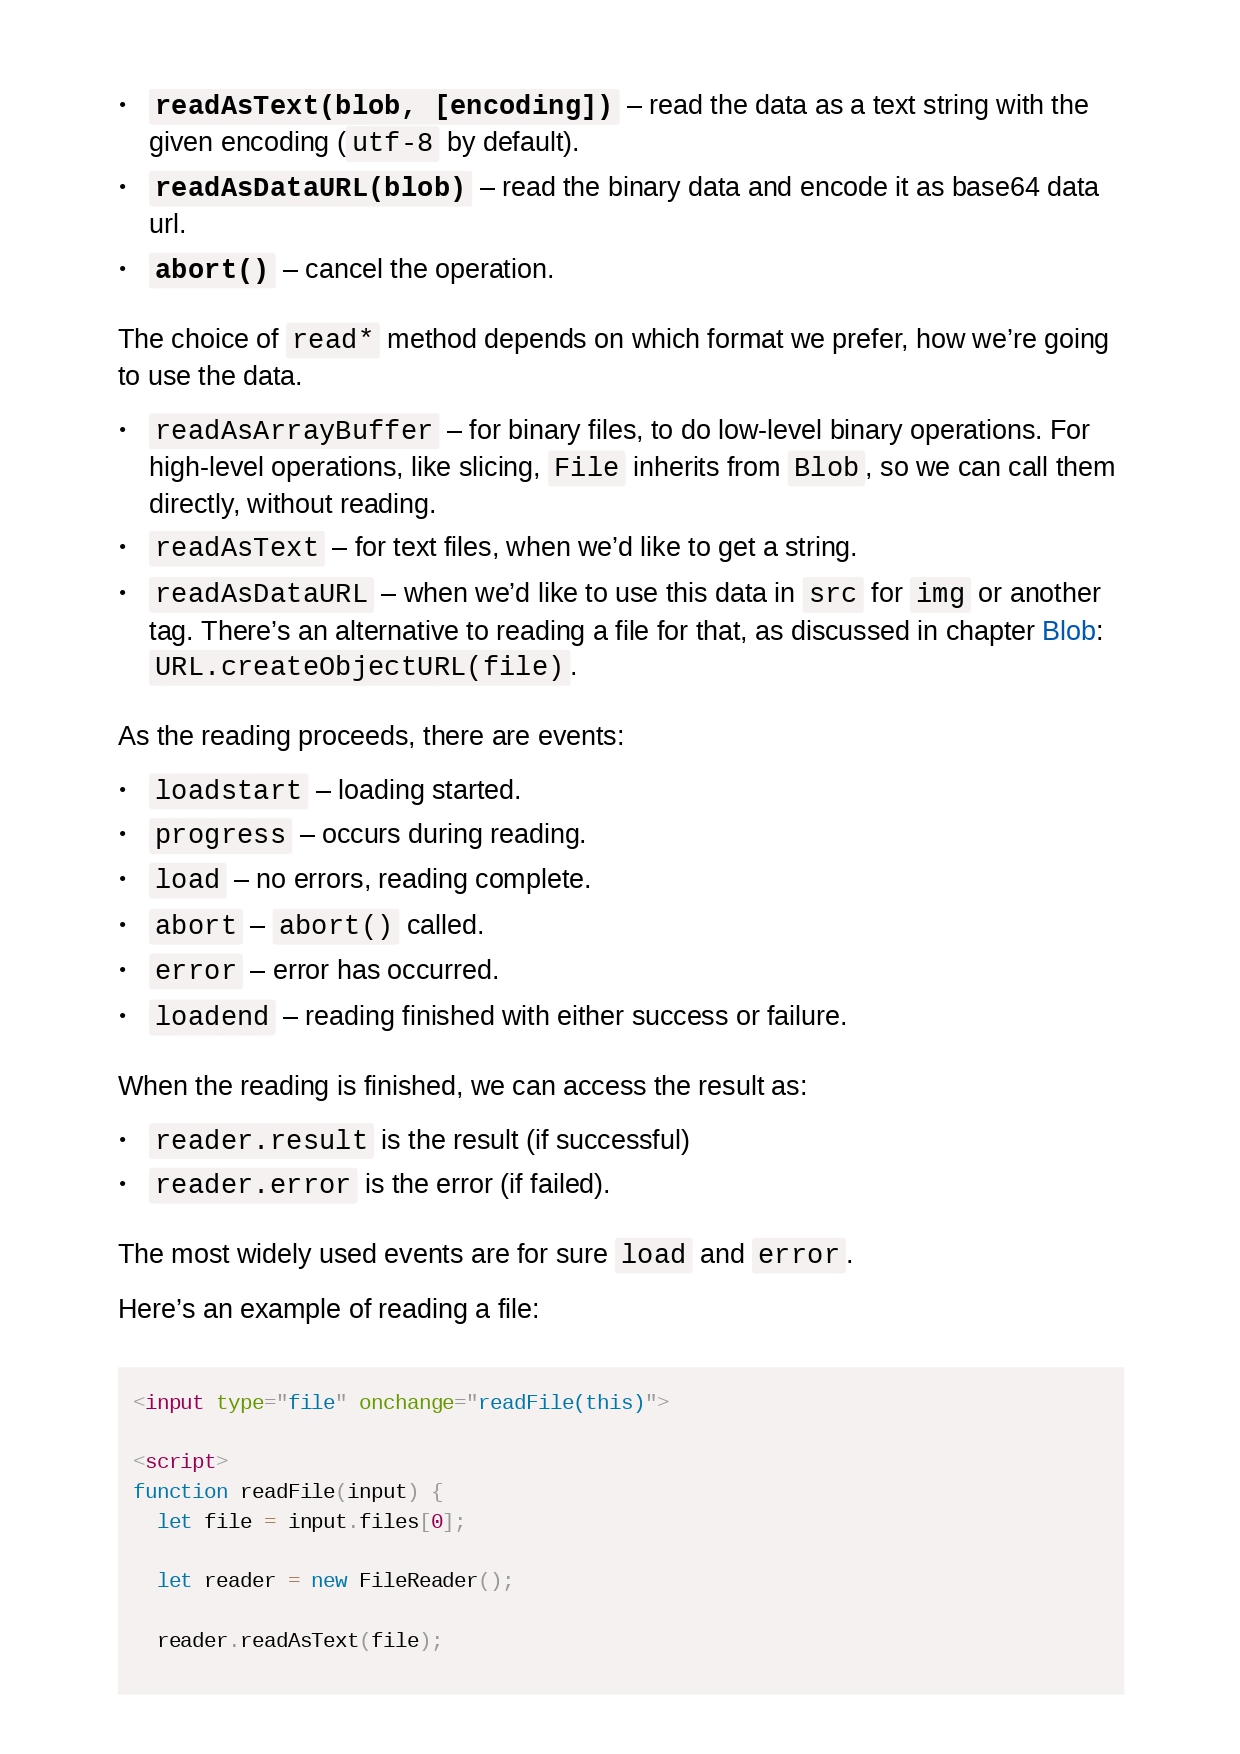 • readAsText(blob, [encoding]) – read the data as a text string with the
given encoding ( utf-8 by default).
• readAsDataURL(blob) – read the binary data and encode it as base64 data
url.
• abort() – cancel the operation.
The choice of read* method depends on which format we prefer, how we’re going
to use the data.
• readAsArrayBuffer – for binary files, to do low-level binary operations. For
high-level operations, like slicing, File inherits from Blob , so we can call them
directly, without reading.
• readAsText – for text files, when we’d like to get a string.
• readAsDataURL – when we’d like to use this data in src for img or another
tag. There’s an alternative to reading a file for that, as discussed in chapter Blob:
URL.createObjectURL(file) .
As the reading proceeds, there are events:
• loadstart – loading started.
• progress – occurs during reading.
• load – no errors, reading complete.
• abort – abort() called.
• error – error has occurred.
• loadend – reading finished with either success or failure.
When the reading is finished, we can access the result as:
• reader.result is the result (if successful)
• reader.error is the error (if failed).
The most widely used events are for sure load and error .
Here’s an example of reading a file:
<input type="file" onchange="readFile(this)">
<script>
function readFile(input) {
  let file = input.files[0];
  let reader = new FileReader();
  reader.readAsText(file);